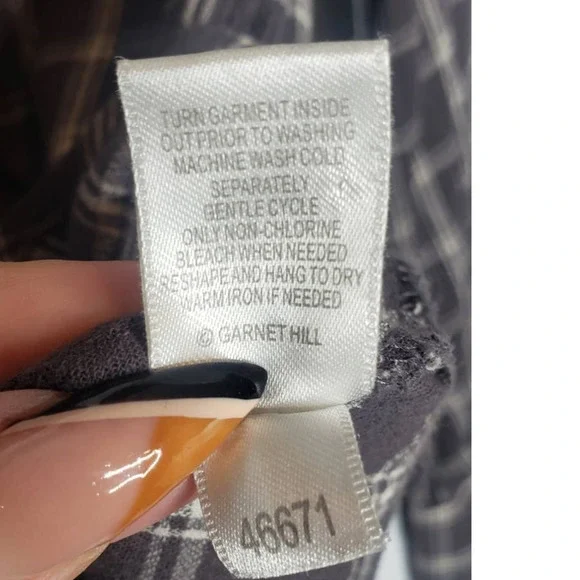 TURN GARMENT INSIDE
OUT PRIOR TO WASHING
MACHINE WASH COLD
SEPARATELY
GENTLE CYCLE
ONLY NON-CHLORINE
BLEACH WHEN NEEDED
RESHAPE AND HANG TO DRY
WARM IRON IF NEEDED
© GARNET HILL
46671